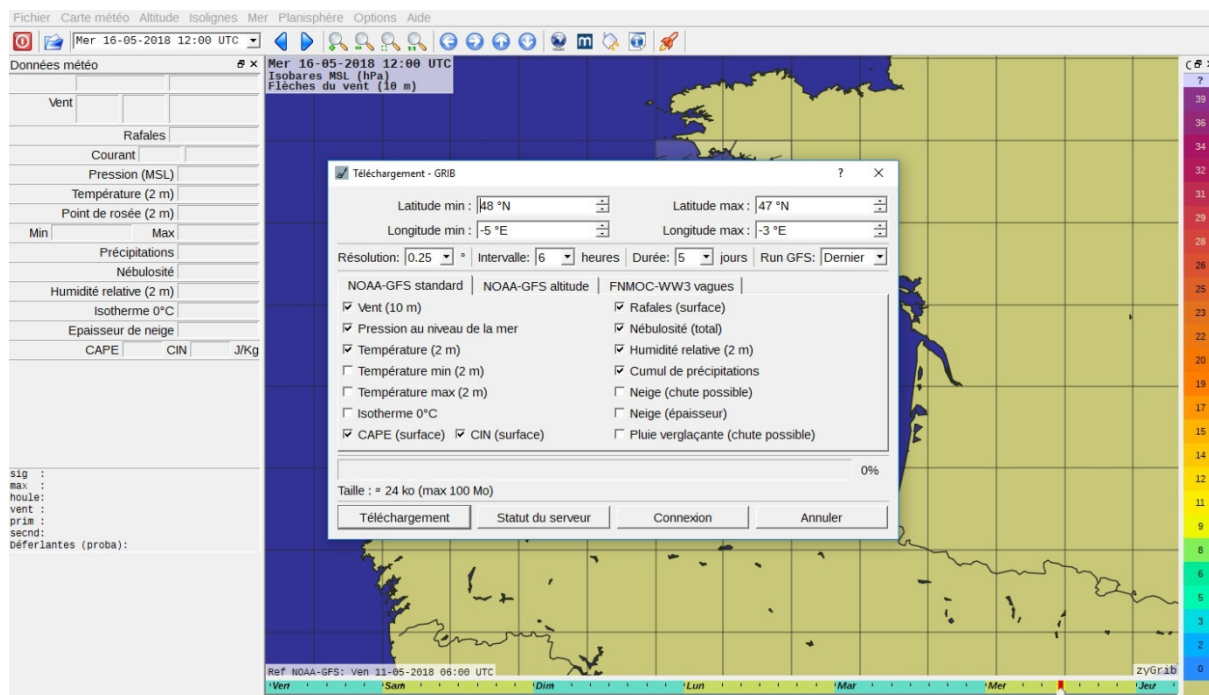 Fichier Carte météo Altitude Isolignes Mer Planisphère Options Aide
Mer 16-05-2018 12:00 UTC
Données météo
Vent
Rafales
Courant
Pression (MSL)
Température (2 m)
Point de rosée (2 m)
Min Max
Précipitations
Nébulosité
Humidité relative (2 m)
Isotherme 0°C
Epaisseur de neige
CAPE CIN J/Kg
sig :
max :
houle:
vent :
prim :
secnd:
Déferlantes (proba):
Mer 16-05-2018 12:00 UTC
Isobares MSL (hPa)
Flèches du vent (10 m)
Téléchargement - GRIB ? ×
Latitude min : 48 °N Latitude max : 47 °N
Longitude min : -5 °E Longitude max : -3 °E
Résolution: 0.25 ° Intervalle: 6 heures Durée: 5 jours Run GFS: Dernier
NOAA-GFS standard NOAA-GFS altitude FNMOC-WW3 vagues
Vent (10 m) Rafales (surface)
Pression au niveau de la mer Nébulosité (total)
Température (2 m) Humidité relative (2 m)
Température min (2 m) Cumul de précipitations
Température max (2 m) Neige (chute possible)
Isotherme 0°C Neige (épaisseur)
CAPE (surface) CIN (surface) Pluie verglaçante (chute possible)
0%
Taille : = 24 ko (max 100 Mo)
Téléchargement Statut du serveur Connexion Annuler
Ref NOAA-GFS: Ven 11-05-2018 06:00 UTC
zyGrib
Ven Sam Dim Lun Mar Mer Jeu
?
39
36
34
32
31
29
28
26
25
23
22
20
19
17
15
14
12
11
9
8
6
5
3
2
0